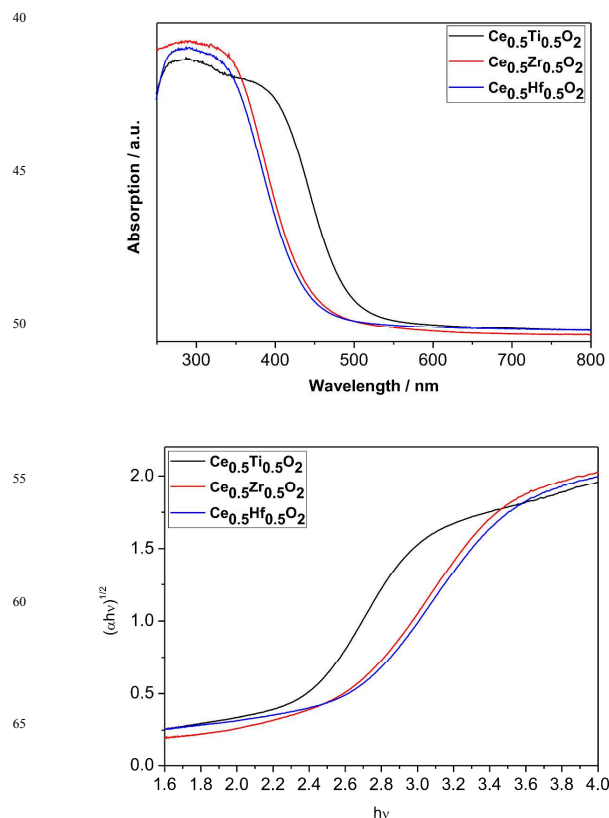 40
Ce0.5Ti0.5O2
Ce0.5Zr0.5O2
Ce0.5Hf0.5O2
45
Absorption / a.u.
50
300 400 500 600 700 800
Wavelength / nm
55
Ce0.5Ti0.5O2
Ce0.5Zr0.5O2
Ce0.5Hf0.5O2
2.0
1.5
60
(αhν)1/2
1.0
0.5
65
0.0
1.6 1.8 2.0 2.2 2.4 2.6 2.8 3.0 3.2 3.4 3.6 3.8 4.0
hν